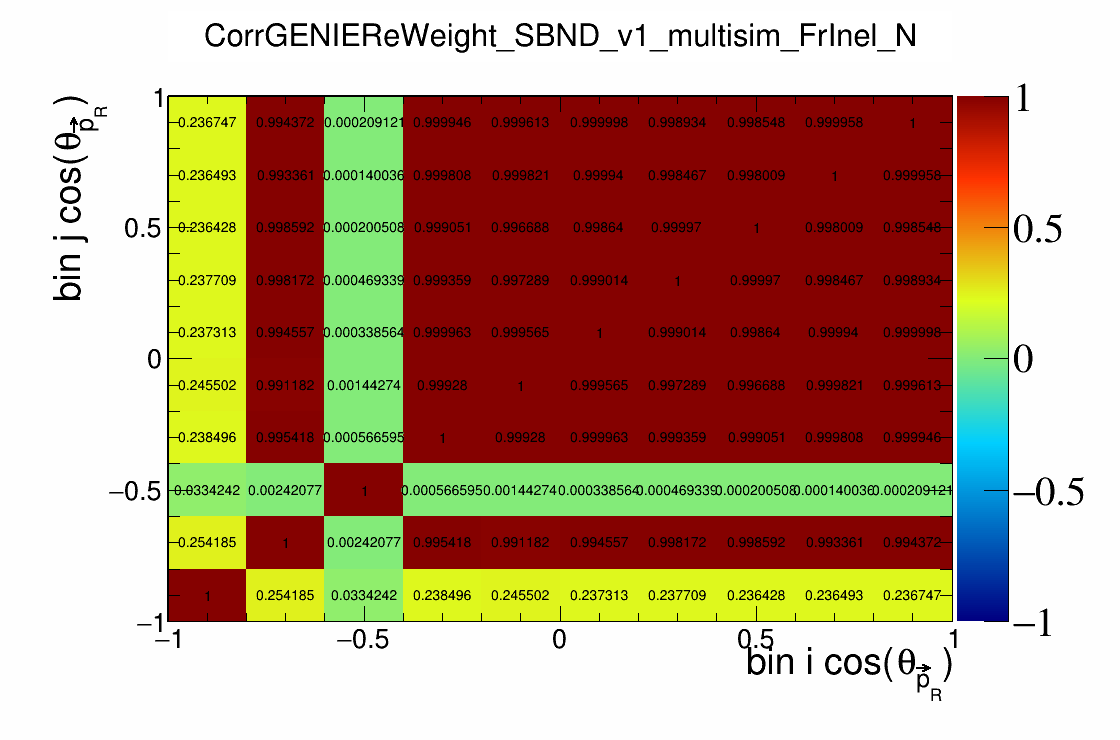 CorrGENIEReWeight_SBND_v1_multisim_FrInel_N
bin j cos(θp⃗R)
1
0.5
0
−0.5
−1
0.236747 0.994372 0.000209121 0.999946 0.999613 0.999998 0.998934 0.998548 0.999958 1
0.236493 0.993361 0.000140036 0.999808 0.999821 0.99994 0.998467 0.998009 1 0.999958
0.236428 0.998592 0.000200508 0.999051 0.996688 0.99864 0.99997 1 0.998009 0.998548
0.237709 0.998172 0.000469339 0.999359 0.997289 0.999014 1 0.99997 0.998467 0.998934
0.237313 0.994557 0.000338564 0.999963 0.999565 1 0.999014 0.99864 0.99994 0.999998
0.245502 0.991182 0.00144274 0.99928 1 0.999565 0.997289 0.996688 0.999821 0.999613
0.238496 0.995418 0.000566595 1 0.99928 0.999963 0.999359 0.999051 0.999808 0.999946
0.0334242 0.00242077 1 0.000566595 0.00144274 0.000338564 0.000469339 0.000200508 0.000140036 0.000209121
0.254185 1 0.00242077 0.995418 0.991182 0.994557 0.998172 0.998592 0.993361 0.994372
1 0.254185 0.0334242 0.238496 0.245502 0.237313 0.237709 0.236428 0.236493 0.236747
−1 −0.5 0 0.5 1
bin i cos(θp⃗R)
1
0.5
0
−0.5
−1